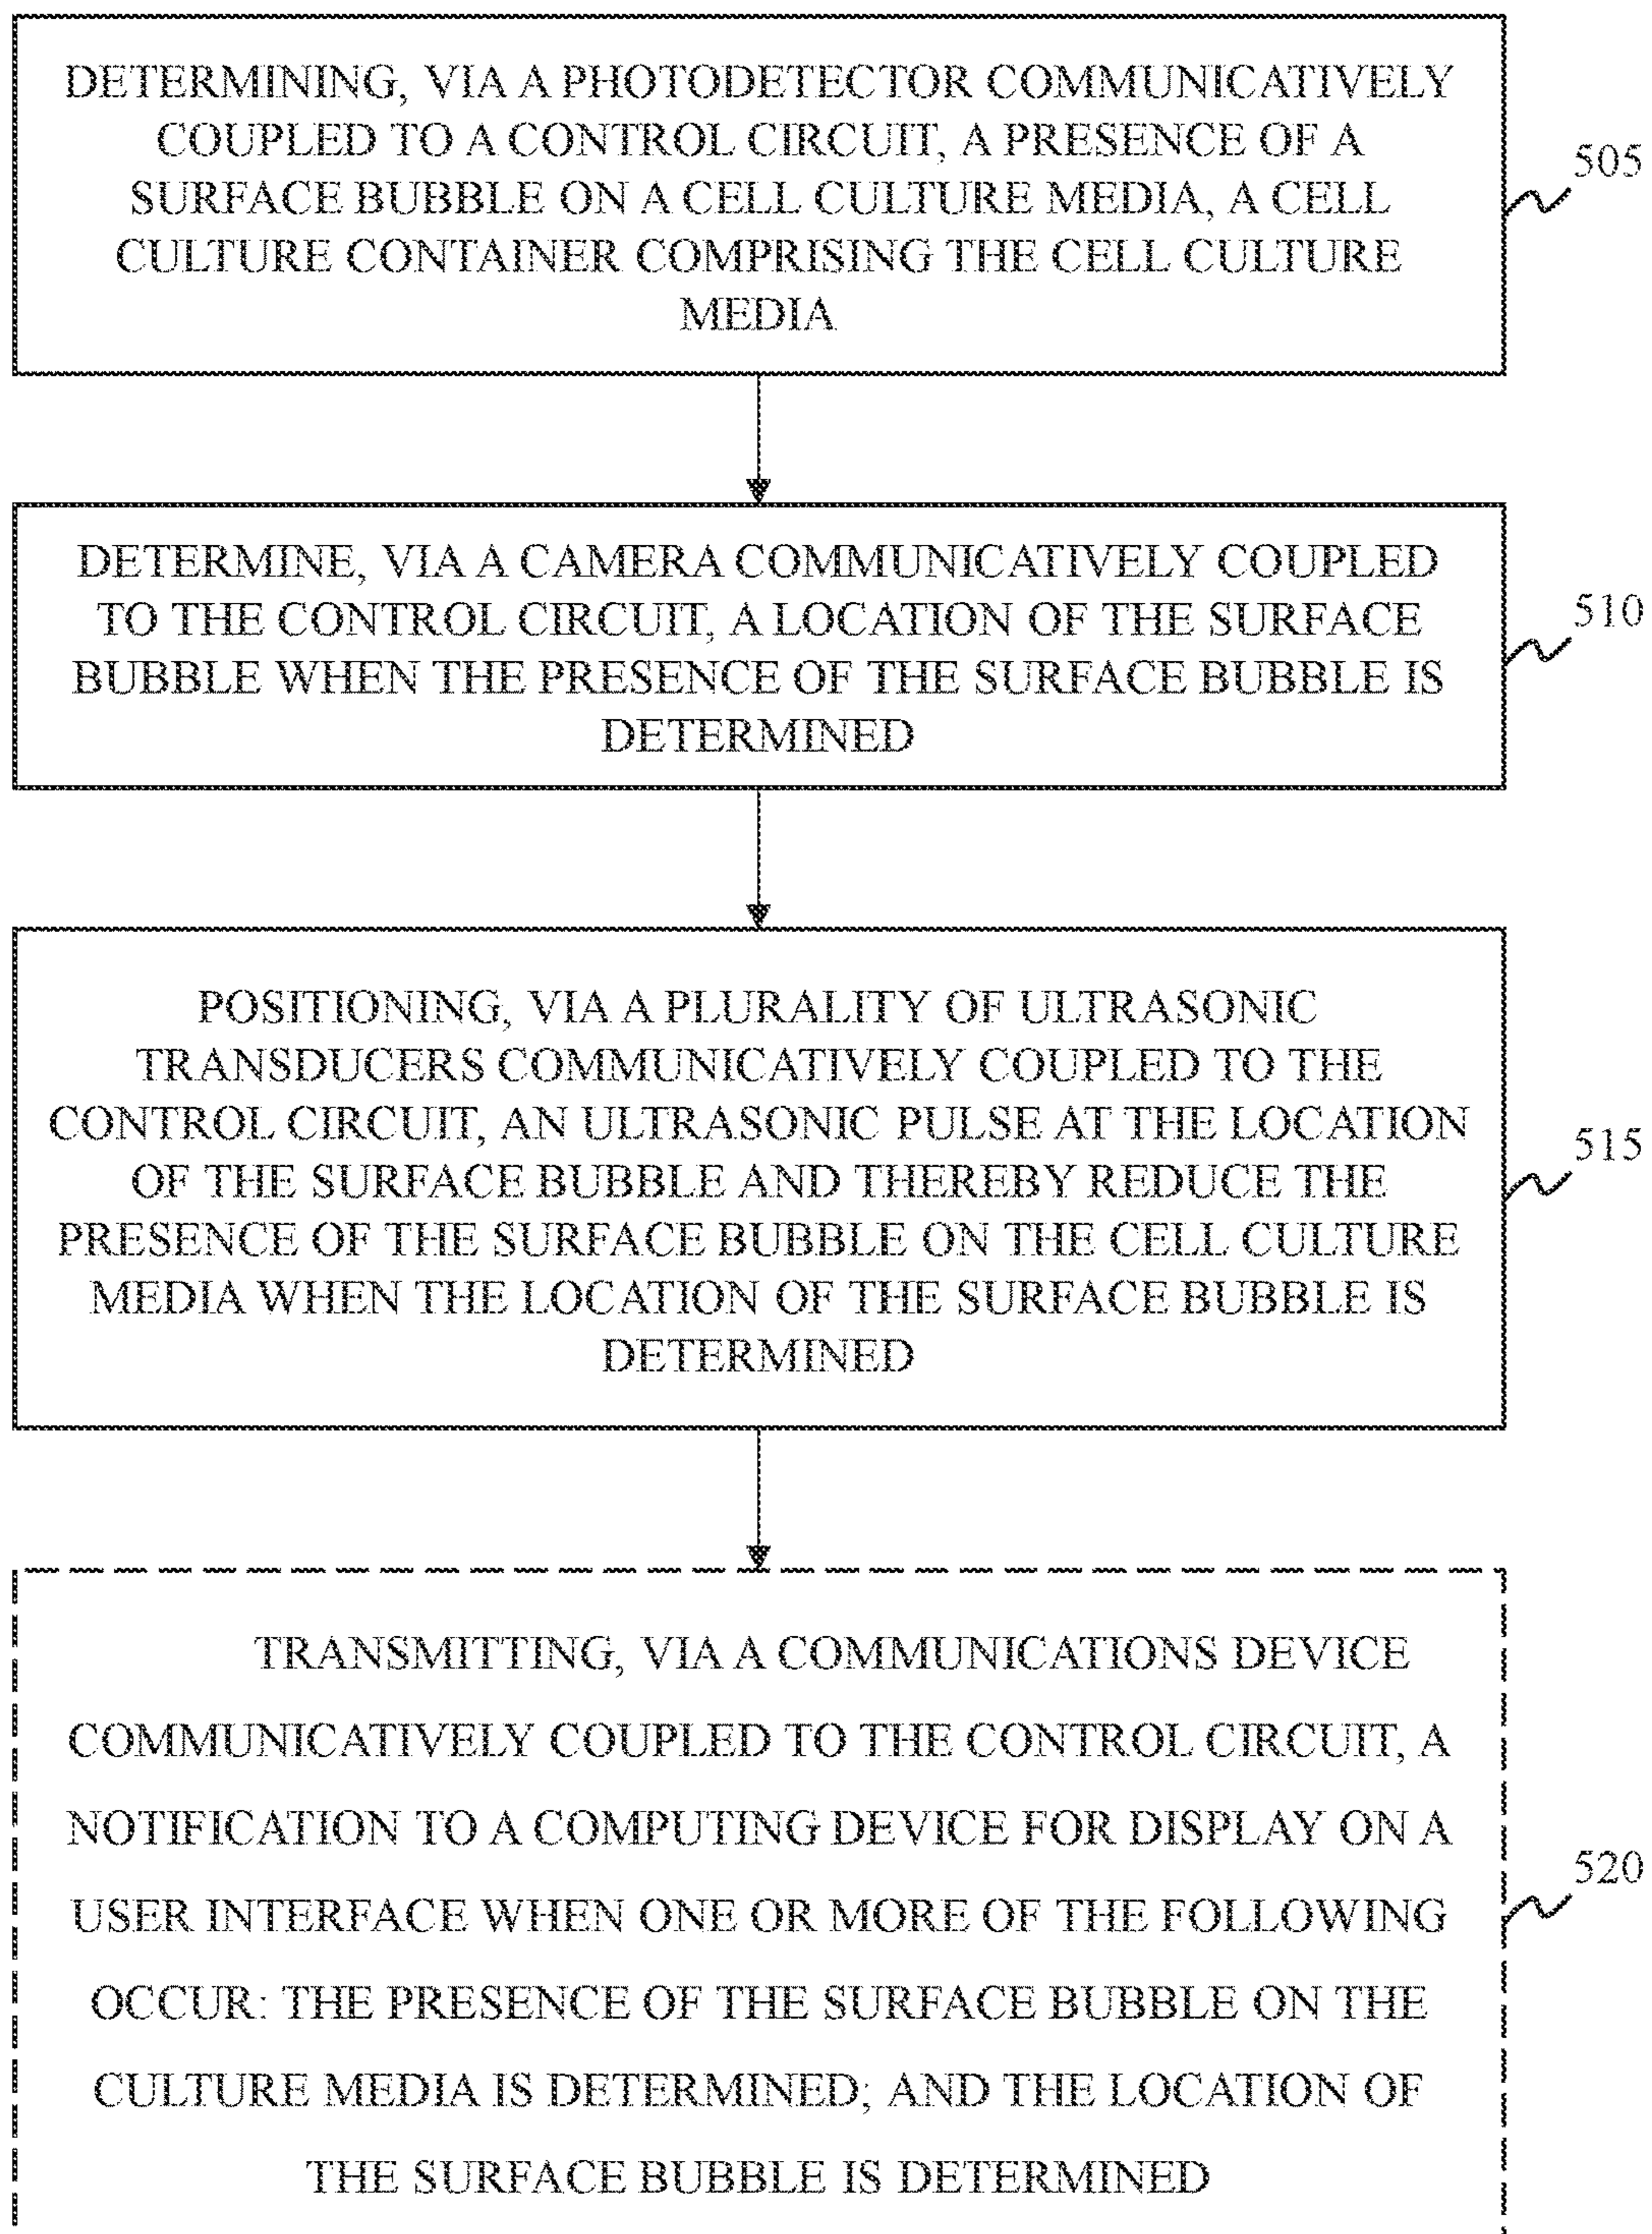 DETERMINING, VIA A PHOTODETECTOR COMMUNICATIVELY
COUPLED TO A CONTROL CIRCUIT, A PRESENCE OF A
SURFACE BUBBLE ON A CELL CULTURE MEDIA, A CELL
CULTURE CONTAINER COMPRISING THE CELL CULTURE
MEDIA
505
DETERMINE, VIA A CAMERA COMMUNICATIVELY COUPLED
TO THE CONTROL CIRCUIT, A LOCATION OF THE SURFACE
BUBBLE WHEN THE PRESENCE OF THE SURFACE BUBBLE IS
DETERMINED
510
POSITIONING, VIA A PLURALITY OF ULTRASONIC
TRANSDUCERS COMMUNICATIVELY COUPLED TO THE
CONTROL CIRCUIT, AN ULTRASONIC PULSE AT THE LOCATION
OF THE SURFACE BUBBLE AND THEREBY REDUCE THE
PRESENCE OF THE SURFACE BUBBLE ON THE CELL CULTURE
MEDIA WHEN THE LOCATION OF THE SURFACE BUBBLE IS
DETERMINED
515
TRANSMITTING, VIA A COMMUNICATIONS DEVICE
COMMUNICATIVELY COUPLED TO THE CONTROL CIRCUIT, A
NOTIFICATION TO A COMPUTING DEVICE FOR DISPLAY ON A
USER INTERFACE WHEN ONE OR MORE OF THE FOLLOWING
OCCUR: THE PRESENCE OF THE SURFACE BUBBLE ON THE
CULTURE MEDIA IS DETERMINED; AND THE LOCATION OF
THE SURFACE BUBBLE IS DETERMINED
520